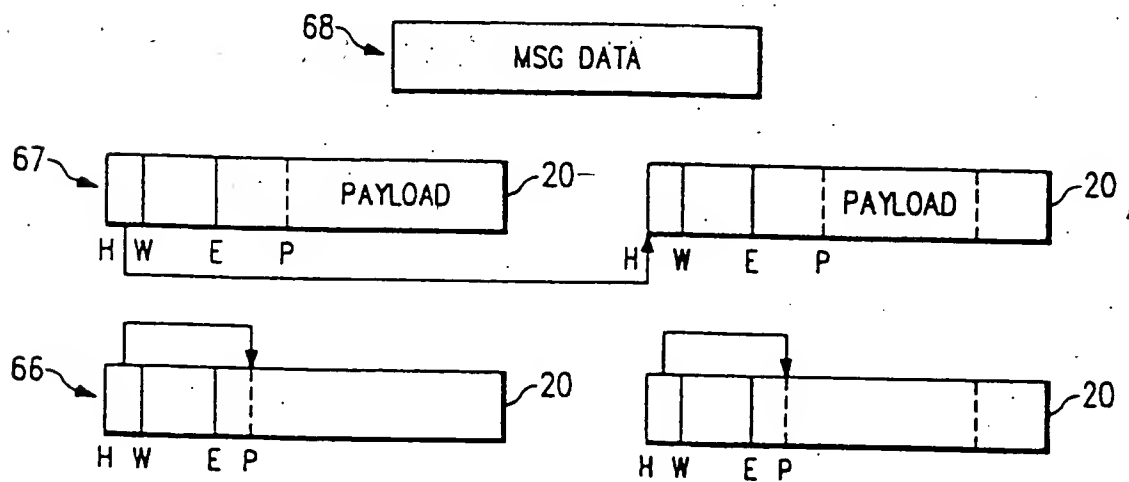 68 MSG DATA
67 PAYLOAD 20 PAYLOAD 20
H W E P H W E P
66 20 20
H W E P H W E P